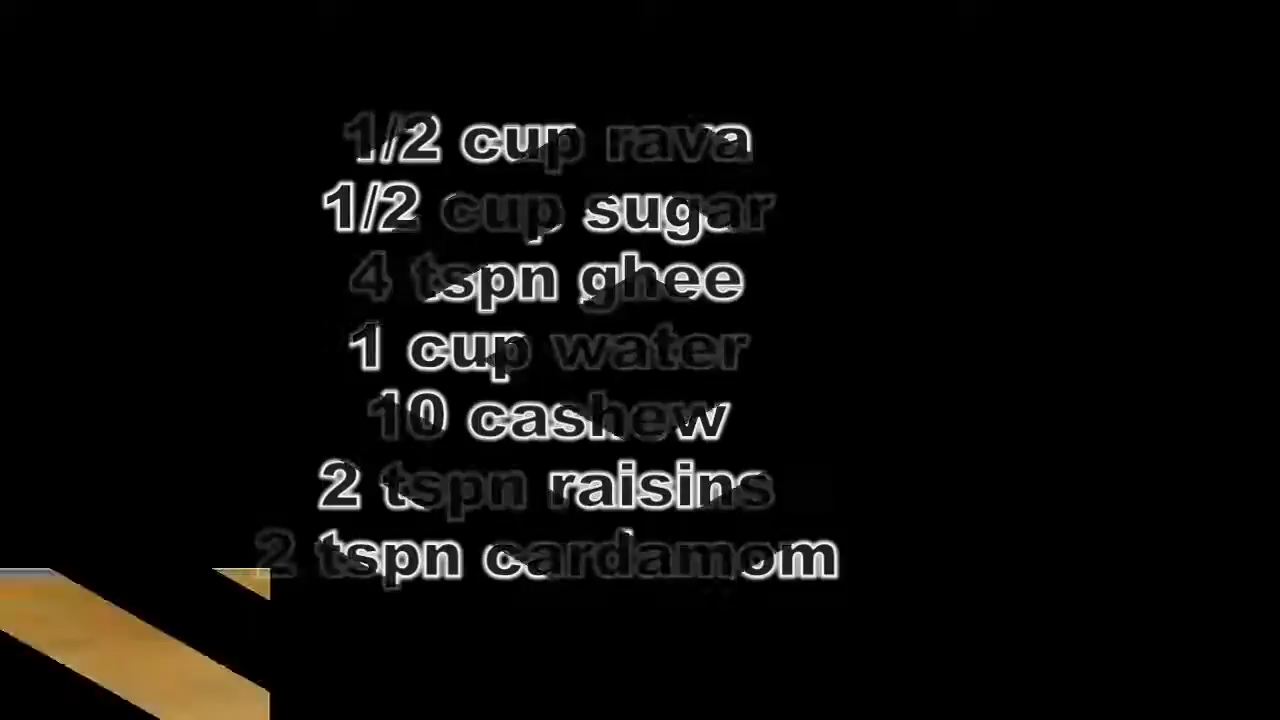 1/2 cup rava
1/2 cup sugar
4 tspn ghee
1 cup water
10 cashew
2 tspn raisins
2 tspn cardamom